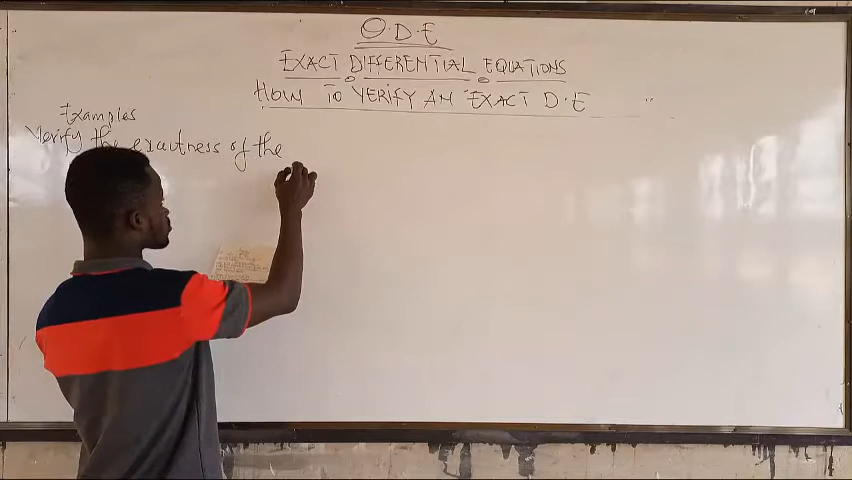 O.D.E
EXACT DIFFERENTIAL EQUATIONS
HOW TO VERIFY AN EXACT D.E
Examples
Verify the exactness of the